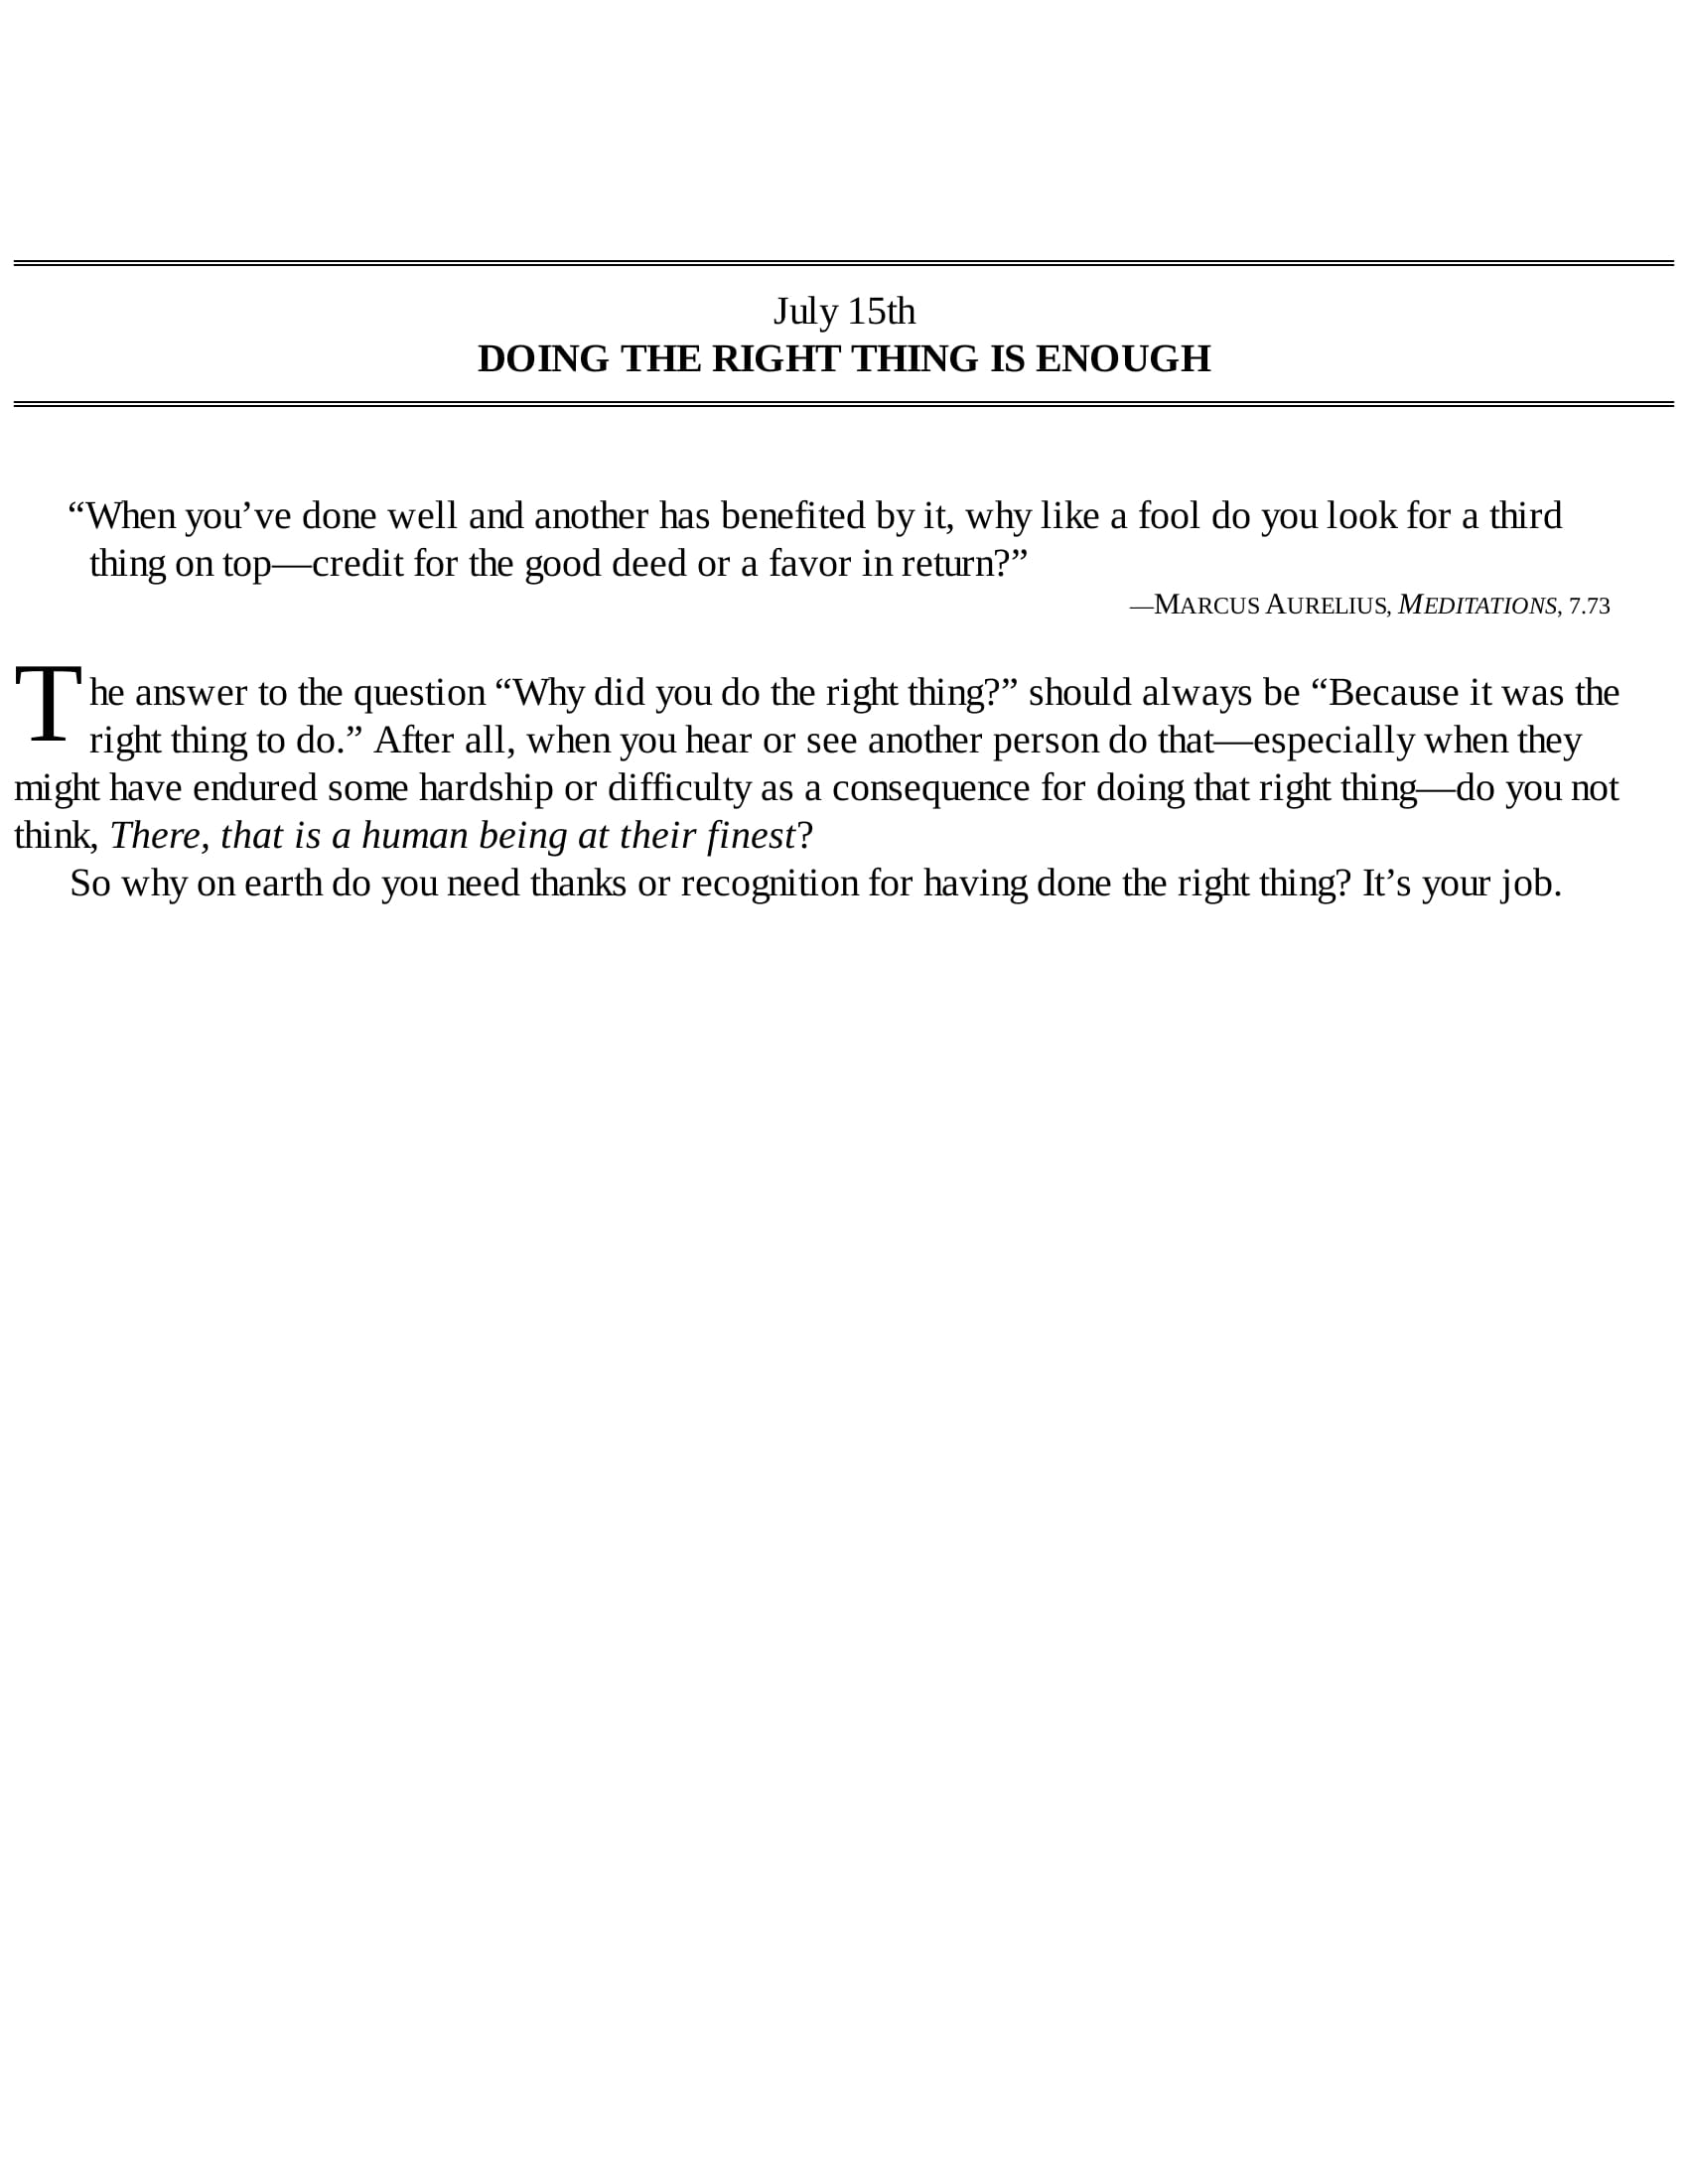 July 15th
DOING THE RIGHT THING IS ENOUGH
“When you’ve done well and another has benefited by it, why like a fool do you look for a third
thing on top—credit for the good deed or a favor in return?”
—MARCUS AURELIUS, MEDITATIONS, 7.73
The answer to the question “Why did you do the right thing?” should always be “Because it was the
right thing to do.” After all, when you hear or see another person do that—especially when they
might have endured some hardship or difficulty as a consequence for doing that right thing—do you not
think, There, that is a human being at their finest?
So why on earth do you need thanks or recognition for having done the right thing? It’s your job.